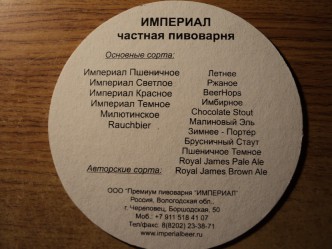 ИМПЕРИАЛ
частная пивоварня
Основные сорта:
Империал Пшеничное
Империал Светлое
Империал Красное
Империал Темное
Милютинское
Rauchbier
Авторские сорта:
Летнее
Ржаное
BeerHops
Имбирное
Chocolate Stout
Малиновый Эль
Зимнее - Портер
Брусничный Стаут
Пшеничное Темное
Royal James Pale Ale
Royal James Black Ale
ООО "Премиум пивоварня "ИМПЕРИАЛ"
Россия, Вологодская обл.,
г. Череповец, Боршодская, 50
Моб.: +7 911 518 41 07
Тел/факс: 8(8202) 23-38-71
www.imperialbeer.ru